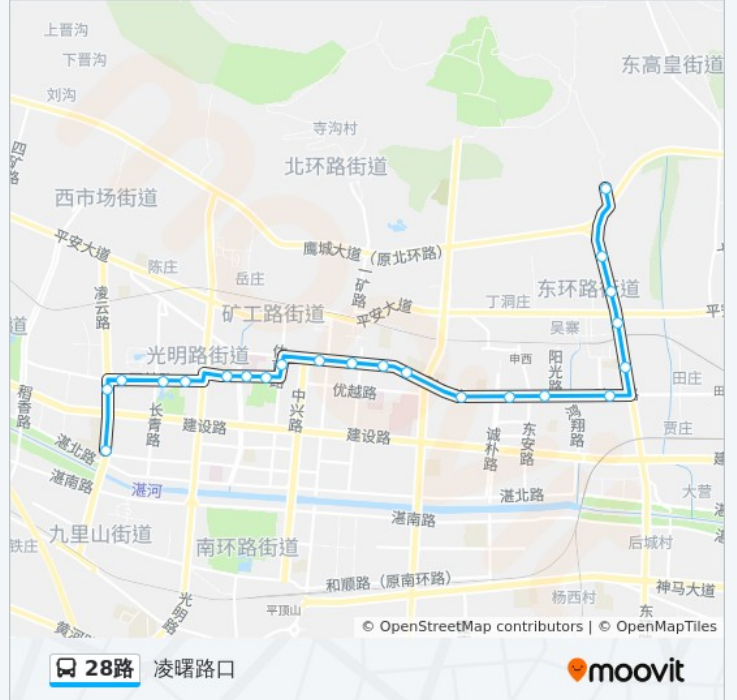 上晋沟
下晋沟
东高皇街道
刘沟
寺沟村
四矿路
北环路街道
西市场街道
平安大道
鹰城大道（原北环路）
陈庄
岳庄
一矿路
凌云路
东环路街道
丁洞庄
矿工路街道
平安大道
吴寨
光明路街道
申西
阳光路
田庄
稻香路
优越路
中兴路
长青路
建设路
建设路
诚朴路
东安路
鸿翔路
贾庄
湛北路
湛南路
湛河
湛北路
大营
湛南路
九里山街道
南环路街道
铁庄
后城村
和顺路（原南环路）
神马大道
杨西村
光明路
平顶山
黄河路
© OpenStreetMap contributors | © OpenMapTiles
28路 凌曙路口
moovit